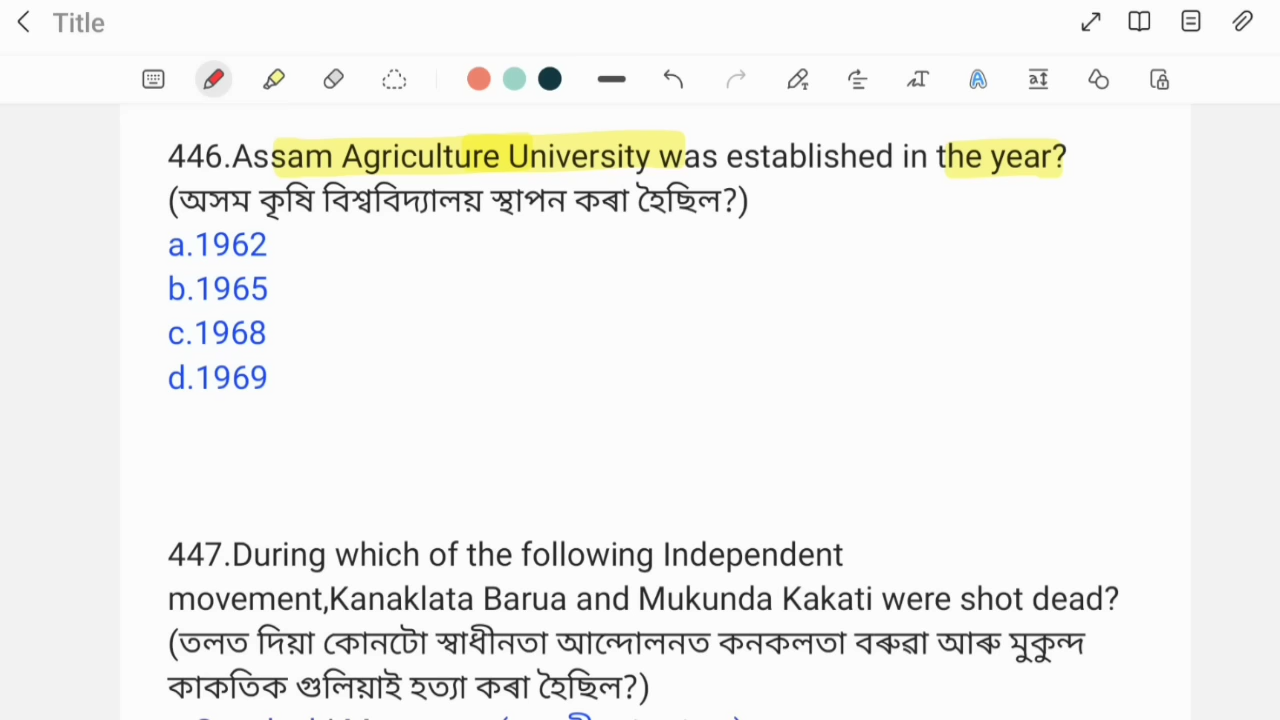 Title
446.Assam Agriculture University was established in the year?
(অসম কৃষি বিশ্ববিদ্যালয় স্থাপন কৰা হৈছিল?)
a.1962
b.1965
c.1968
d.1969
447.During which of the following Independent
movement,Kanaklata Barua and Mukunda Kakati were shot dead?
(তলত দিয়া কোনটো স্বাধীনতা আন্দোলনত কনকলতা বৰুৱা আৰু মুকুন্দ
কাকতিক গুলিয়াই হত্যা কৰা হৈছিল?)